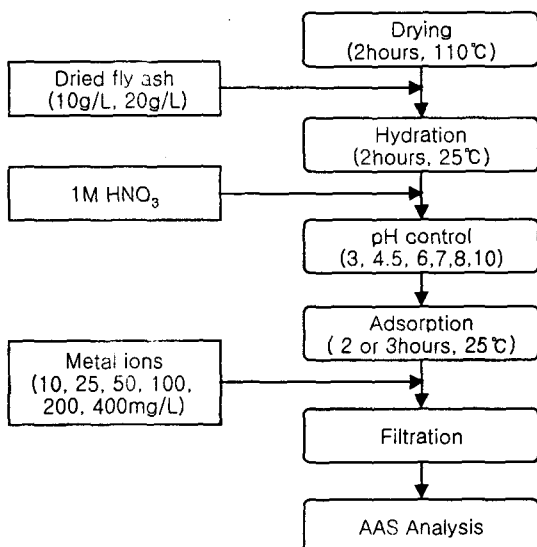 Drying
(2hours, 110℃)
Dried fly ash
(10g/L, 20g/L)
Hydration
(2hours, 25℃)
1M HNO₃
pH control
(3, 4.5, 6,7,8,10)
Adsorption
( 2 or 3hours, 25℃)
Metal ions
(10, 25, 50, 100,
200, 400mg/L)
Filtration
AAS Analysis